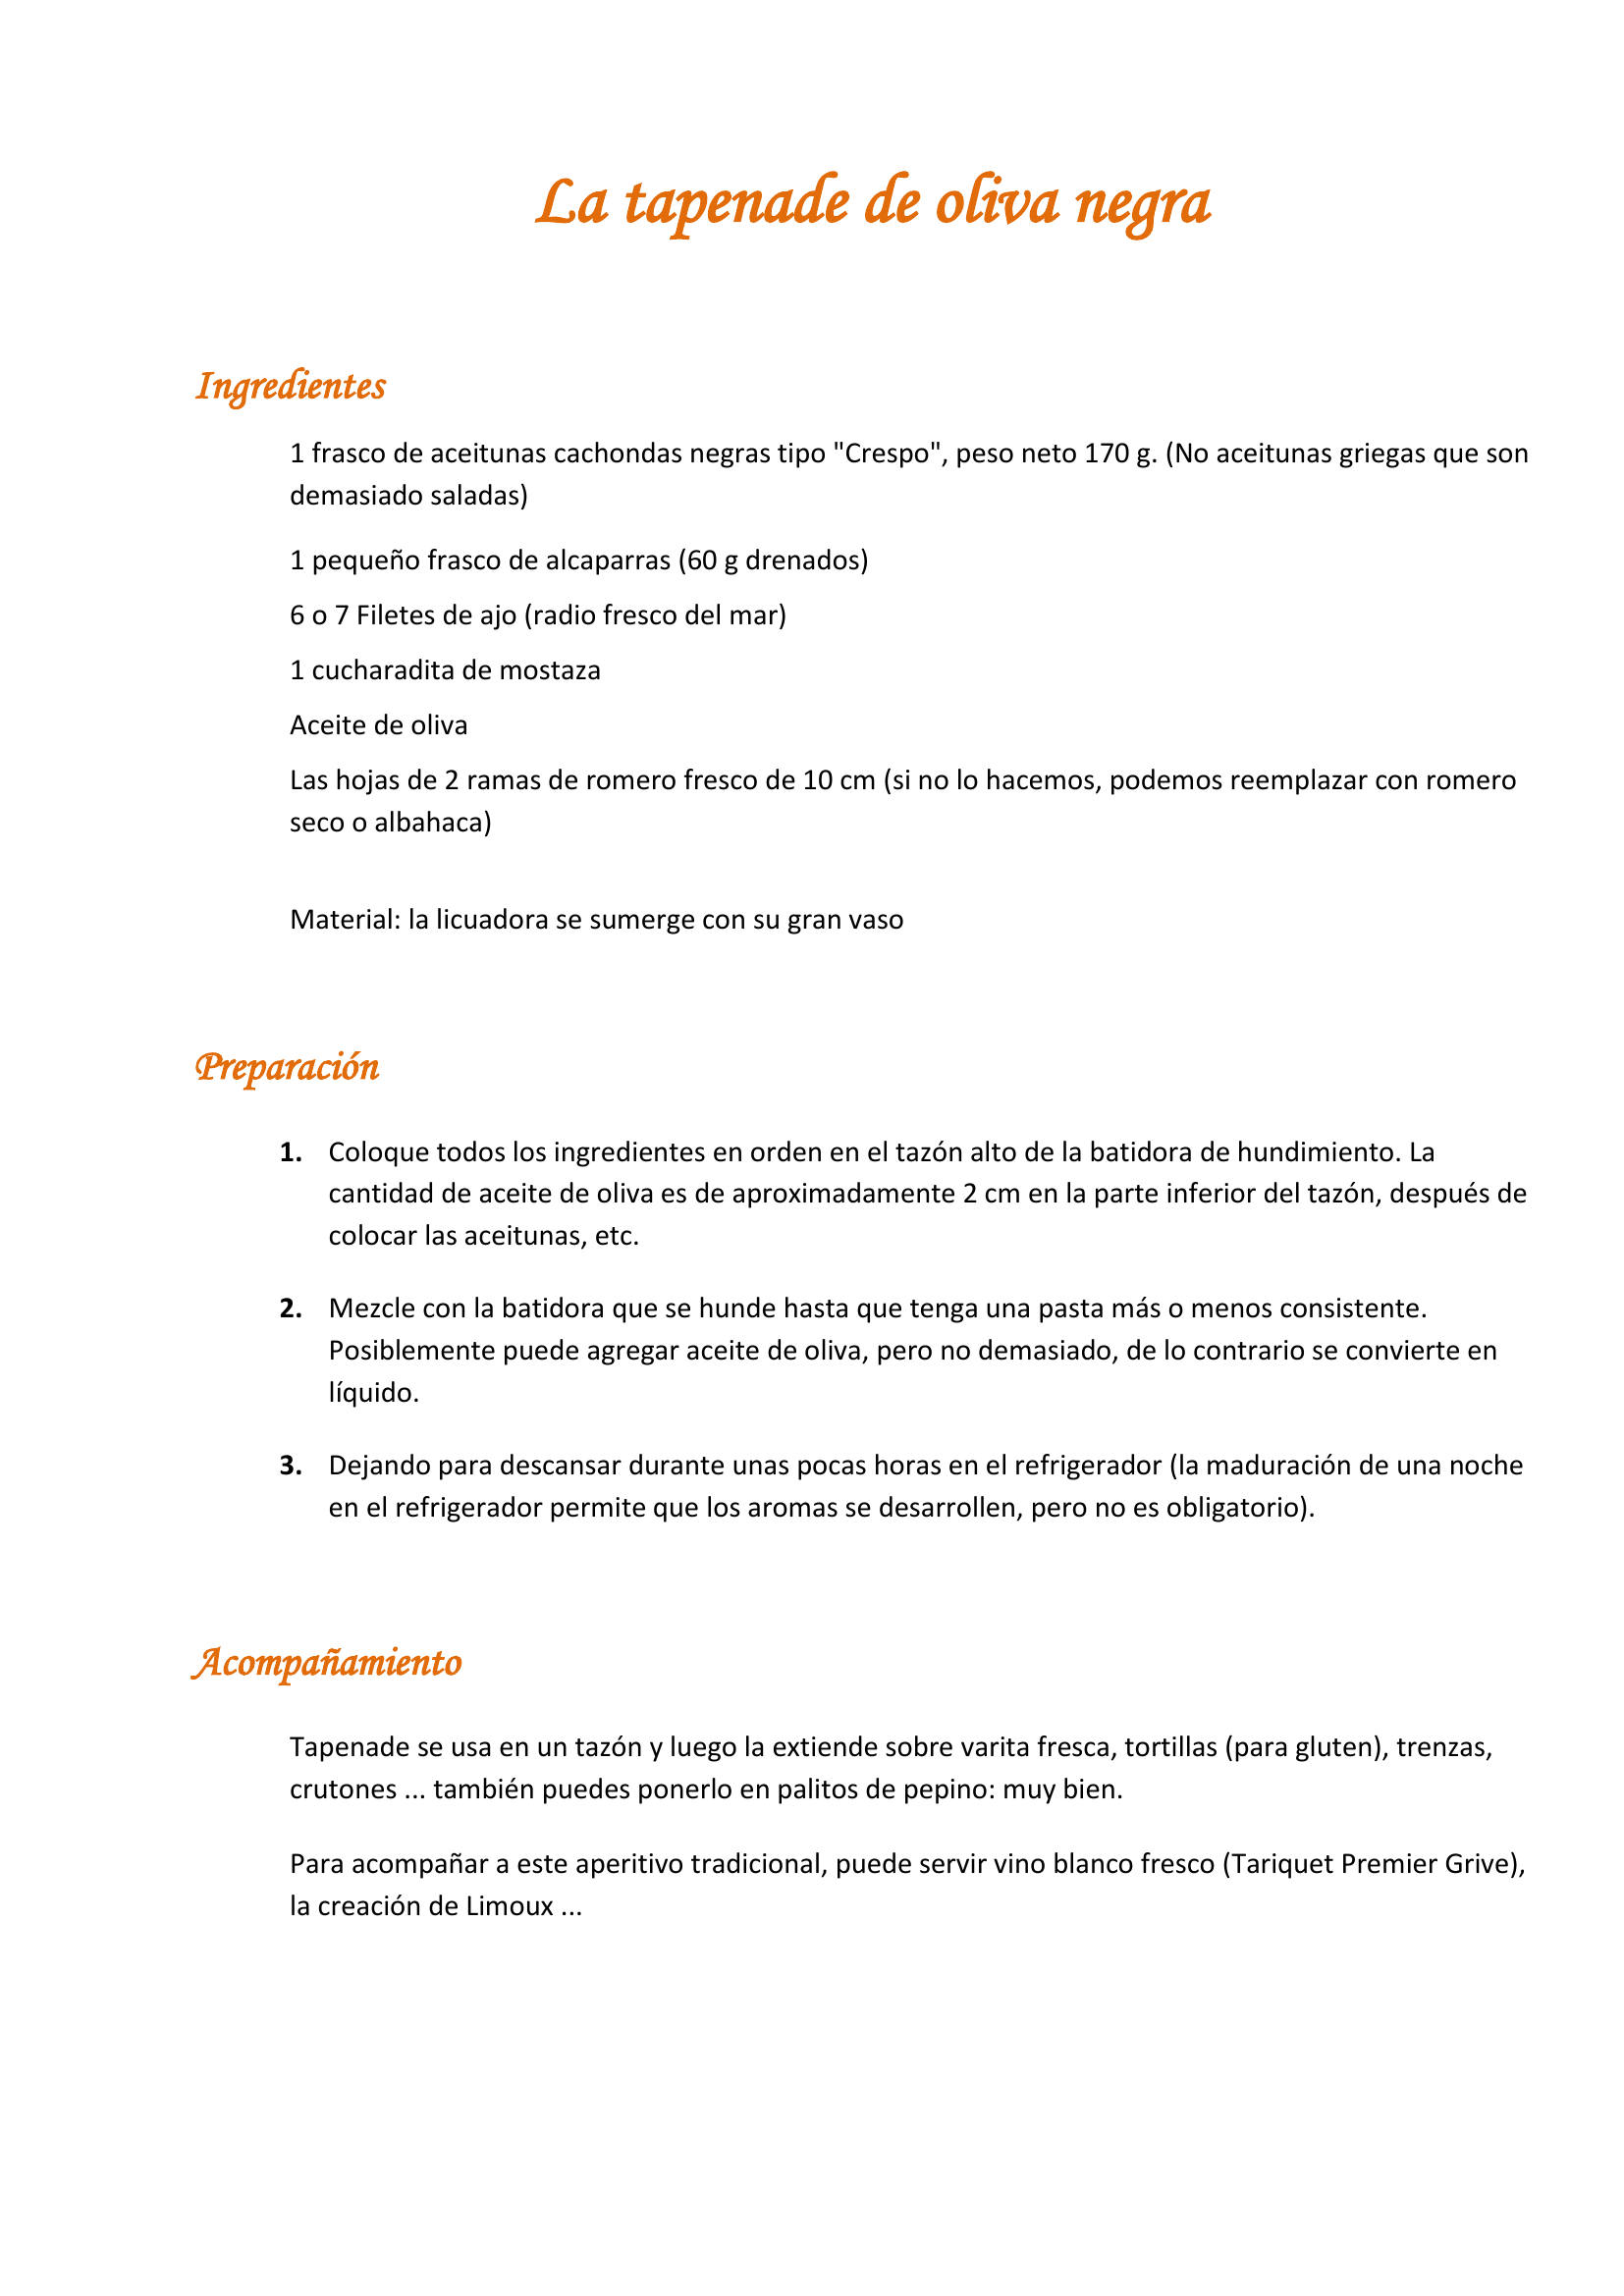 La tapenade de oliva negra
Ingredientes
1 frasco de aceitunas cachondas negras tipo "Crespo", peso neto 170 g. (No aceitunas griegas que son
demasiado saladas)
1 pequeño frasco de alcaparras (60 g drenados)
6 o 7 Filetes de ajo (radio fresco del mar)
1 cucharadita de mostaza
Aceite de oliva
Las hojas de 2 ramas de romero fresco de 10 cm (si no lo hacemos, podemos reemplazar con romero
seco o albahaca)
Material: la licuadora se sumerge con su gran vaso
Preparación
1. Coloque todos los ingredientes en orden en el tazón alto de la batidora de hundimiento. La
cantidad de aceite de oliva es de aproximadamente 2 cm en la parte inferior del tazón, después de
colocar las aceitunas, etc.
2. Mezcle con la batidora que se hunde hasta que tenga una pasta más o menos consistente.
Posiblemente puede agregar aceite de oliva, pero no demasiado, de lo contrario se convierte en
líquido.
3. Dejando para descansar durante unas pocas horas en el refrigerador (la maduración de una noche
en el refrigerador permite que los aromas se desarrollen, pero no es obligatorio).
Acompañamiento
Tapenade se usa en un tazón y luego la extiende sobre varita fresca, tortillas (para gluten), trenzas,
crutones ... también puedes ponerlo en palitos de pepino: muy bien.
Para acompañar a este aperitivo tradicional, puede servir vino blanco fresco (Tariquet Premier Grive),
la creación de Limoux ...